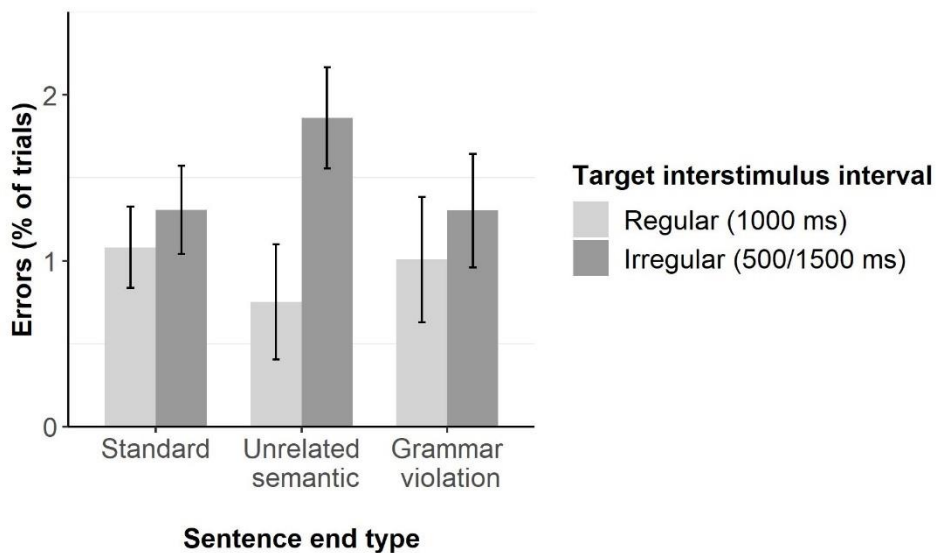 Errors (% of trials)
2
1
0
Standard
Unrelated
semantic
Grammar
violation
Sentence end type
Target interstimulus interval
Regular (1000 ms)
Irregular (500/1500 ms)